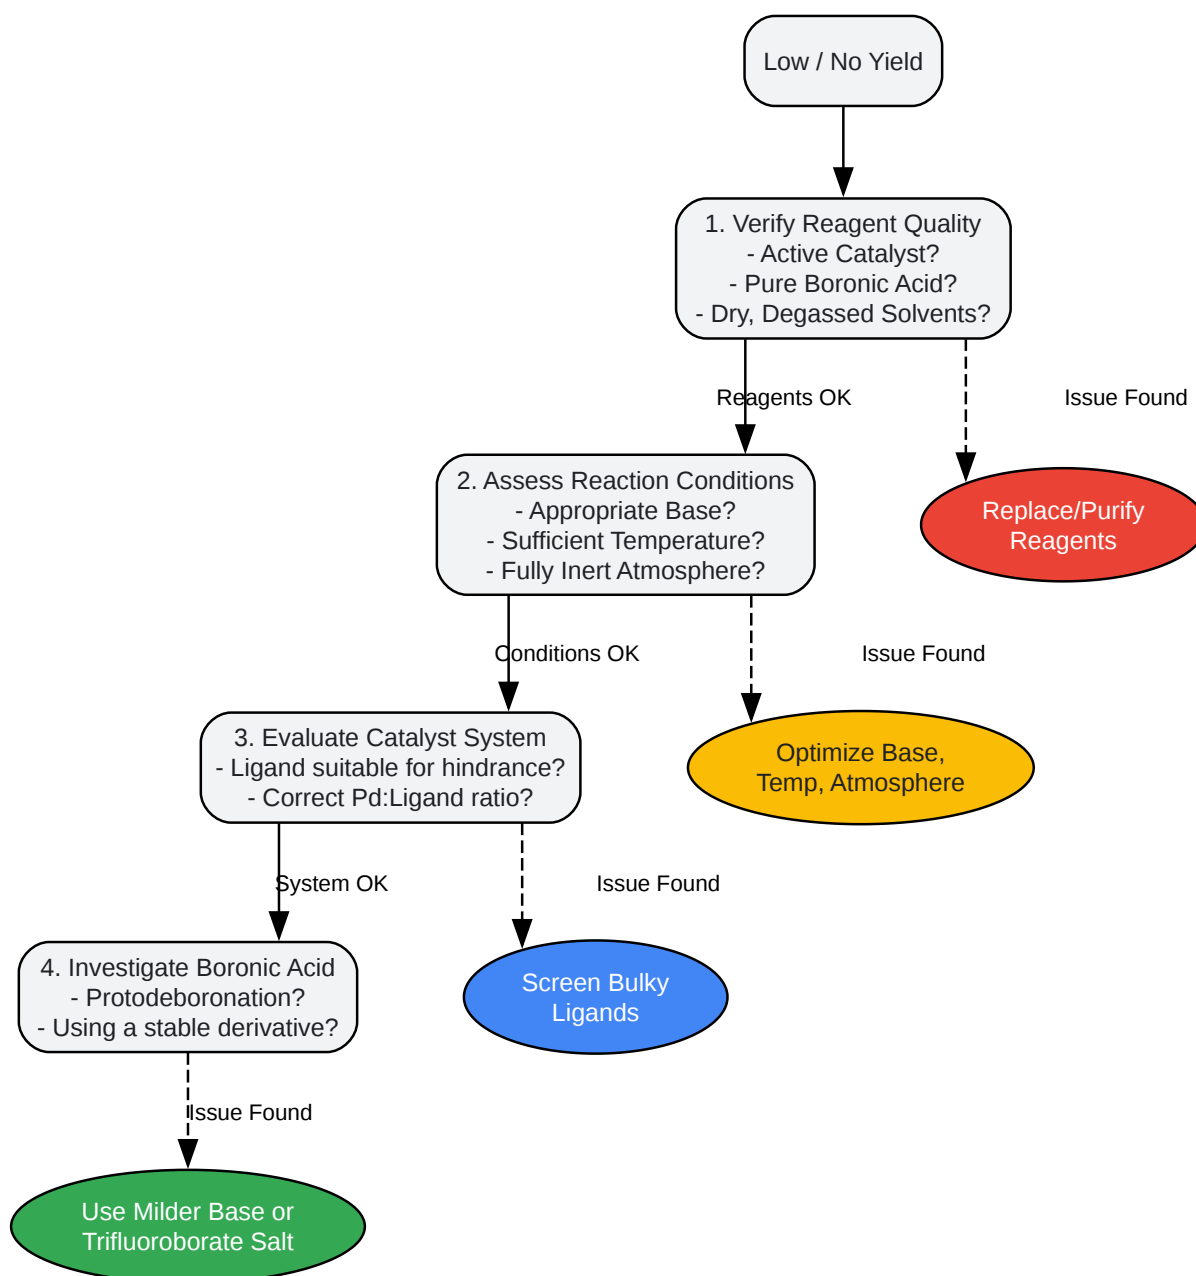 Low / No Yield
1. Verify Reagent Quality
- Active Catalyst?
- Pure Boronic Acid?
- Dry, Degassed Solvents?
Reagents OK
Issue Found
2. Assess Reaction Conditions
- Appropriate Base?
- Sufficient Temperature?
- Fully Inert Atmosphere?
Replace/Purify
Reagents
Conditions OK
Issue Found
3. Evaluate Catalyst System
- Ligand suitable for hindrance?
- Correct Pd:Ligand ratio?
Optimize Base,
Temp, Atmosphere
System OK
Issue Found
4. Investigate Boronic Acid
- Protodeboronation?
- Using a stable derivative?
Screen Bulky
Ligands
Issue Found
Use Milder Base or
Trifluoroborate Salt